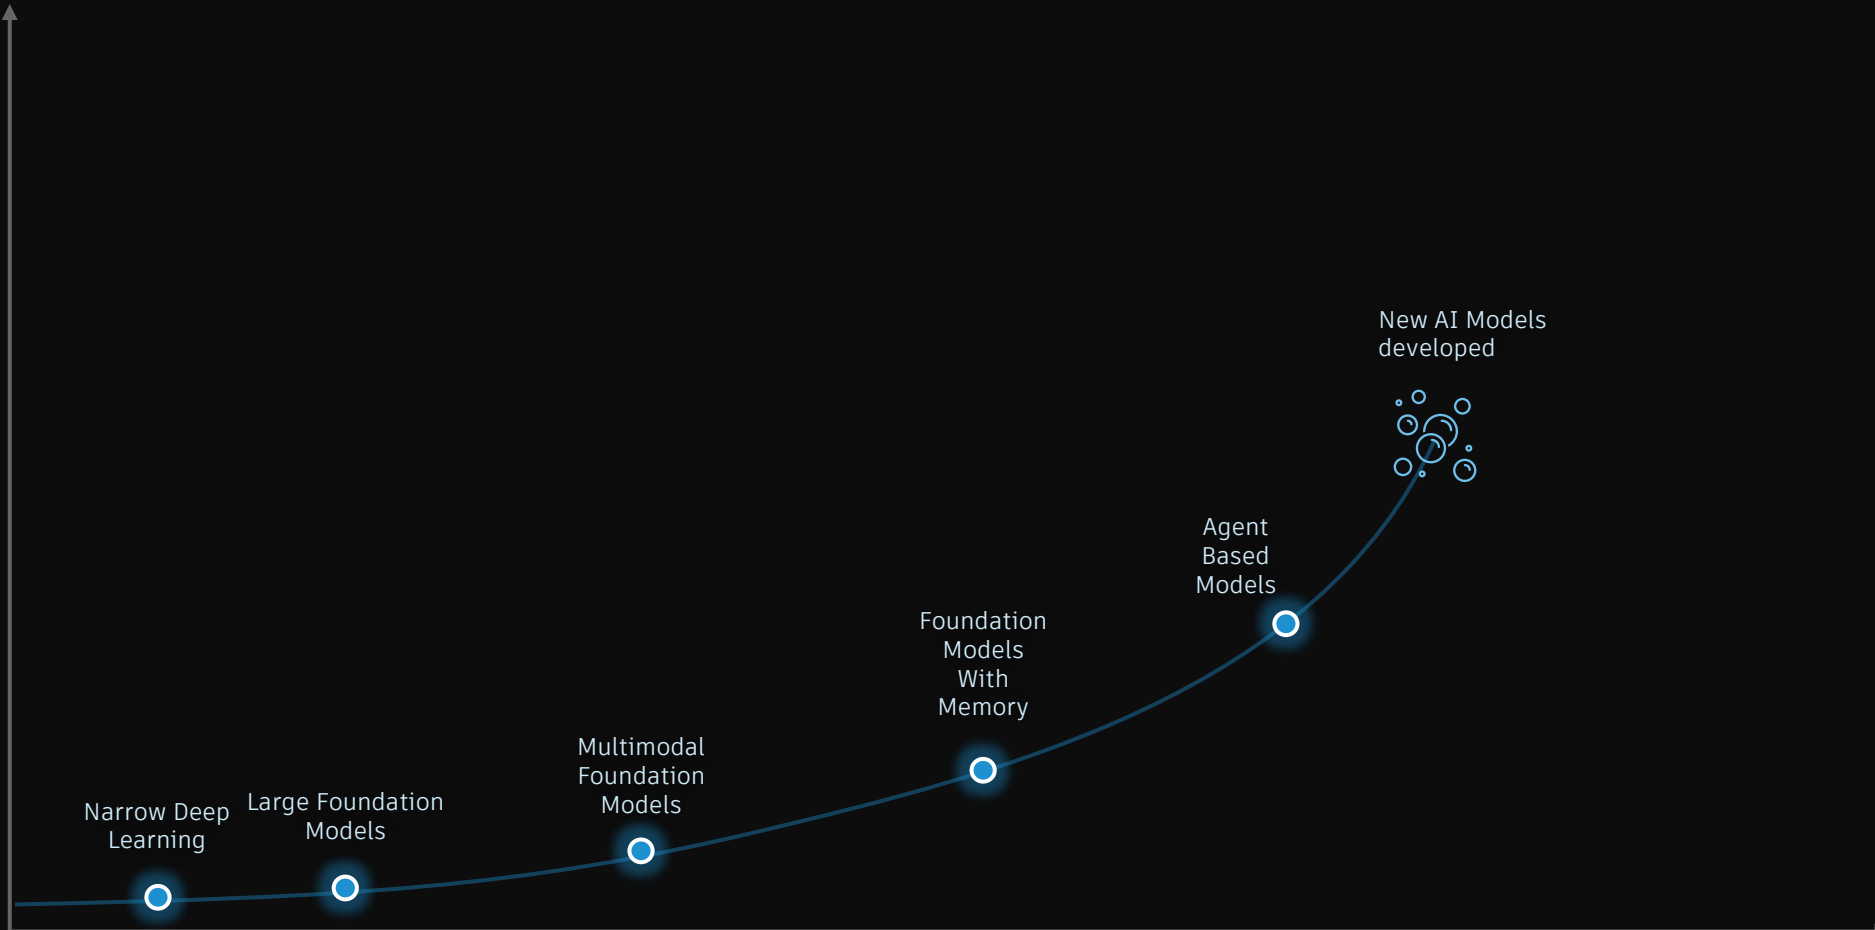 New AI Models
developed
Agent
Based
Models
Foundation
Models
With
Memory
Multimodal
Foundation
Models
Large Foundation
Models
Narrow Deep
Learning